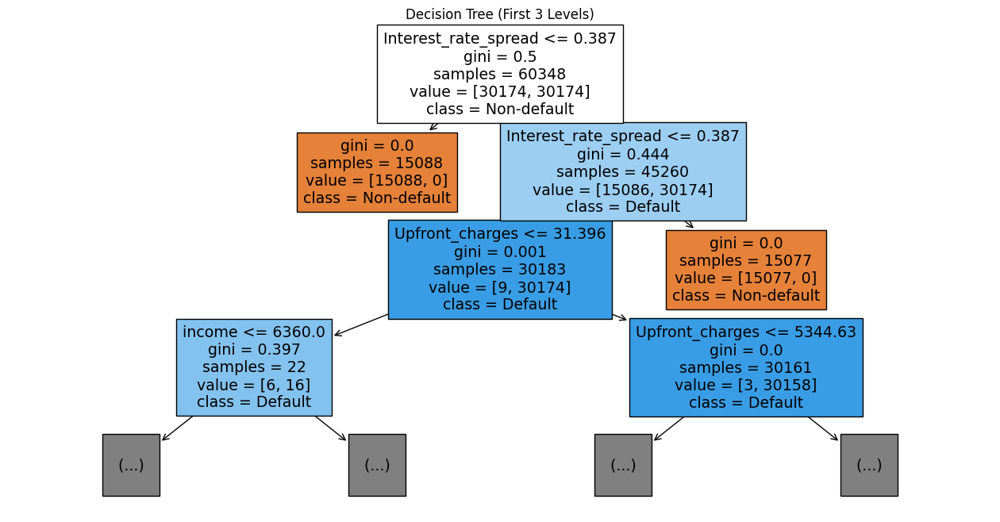 Decision Tree (First 3 Levels)
Interest_rate_spread <= 0.387
gini = 0.5
samples = 60348
value = [30174, 30174]
class = Non-default
gini = 0.0
samples = 15088
value = [15088, 0]
class = Non-default
Interest_rate_spread <= 0.387
gini = 0.444
samples = 45260
value = [15086, 30174]
class = Default
Upfront_charges <= 31.396
gini = 0.001
samples = 30183
value = [9, 30174]
class = Default
gini = 0.0
samples = 15077
value = [15077, 0]
class = Non-default
income <= 6360.0
gini = 0.397
samples = 22
value = [6, 16]
class = Default
Upfront_charges <= 5344.63
gini = 0.0
samples = 30161
value = [3, 30158]
class = Default
(...)
(...)
(...)
(...)